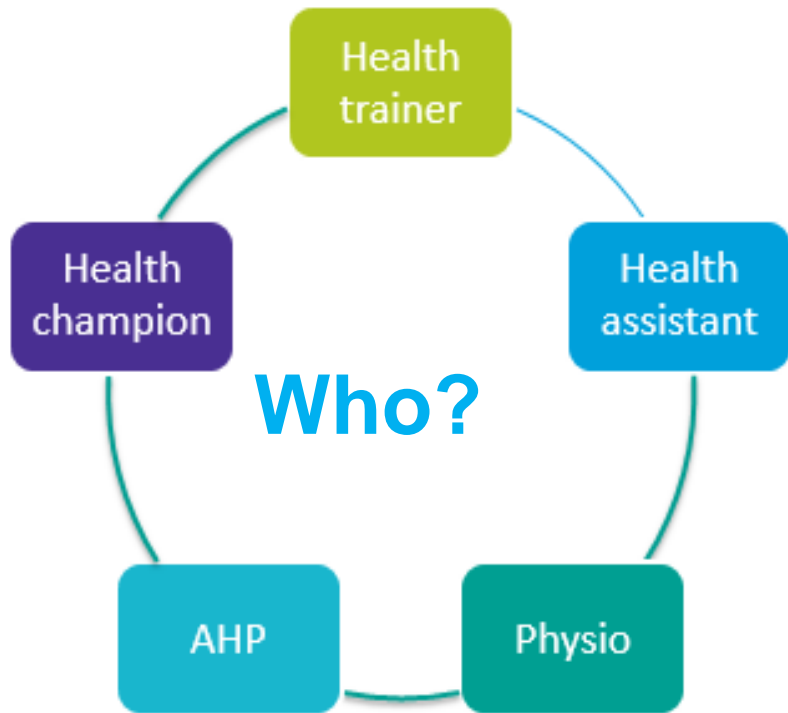 Health
trainer
Health
assistant
Physio
AHP
Health
champion
Who?